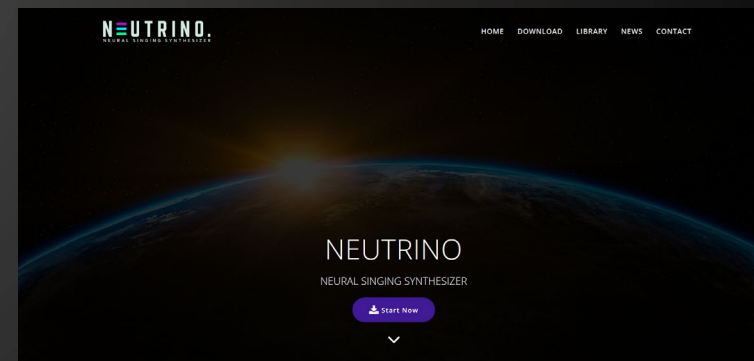 NEUTRINO.
NEURAL SINGING SYNTHESIZER
HOME DOWNLOAD LIBRARY NEWS CONTACT
NEUTRINO
NEURAL SINGING SYNTHESIZER
Start Now